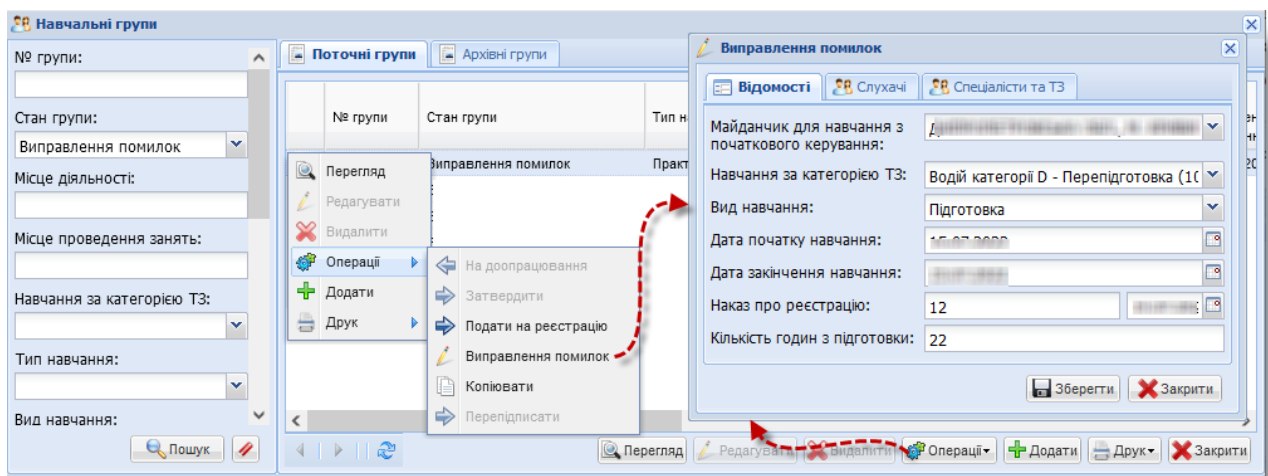 Навчальні групи
№ групи:
Стан групи:
Виправлення помилок
Місце діяльності:
Місце проведення занять:
Навчання за категорією ТЗ:
Тип навчання:
Вид навчання:
Пошук
Поточні групи
Архівні групи
№ групи
Стан групи
Виправлення помилок
Перегляд
Редагувати
Видалити
Операції
Додати
Друк
На доопрацювання
Затвердити
Подати на реєстрацію
Виправлення помилок
Копіювати
Перепідписати
Виправлення помилок
Відомості
Слухачі
Спеціалісти та ТЗ
Майданчик для навчання з
початкового керування:
Навчання за категорією ТЗ:
Водій категорії D - Перепідготовка (10
Вид навчання:
Підготовка
Дата початку навчання:
Дата закінчення навчання:
Наказ про реєстрацію:
12
Кількість годин з підготовки:
22
Зберегти
Закрити
Перегляд
Редагувати
Видалити
Операції
Додати
Друк
Закрити